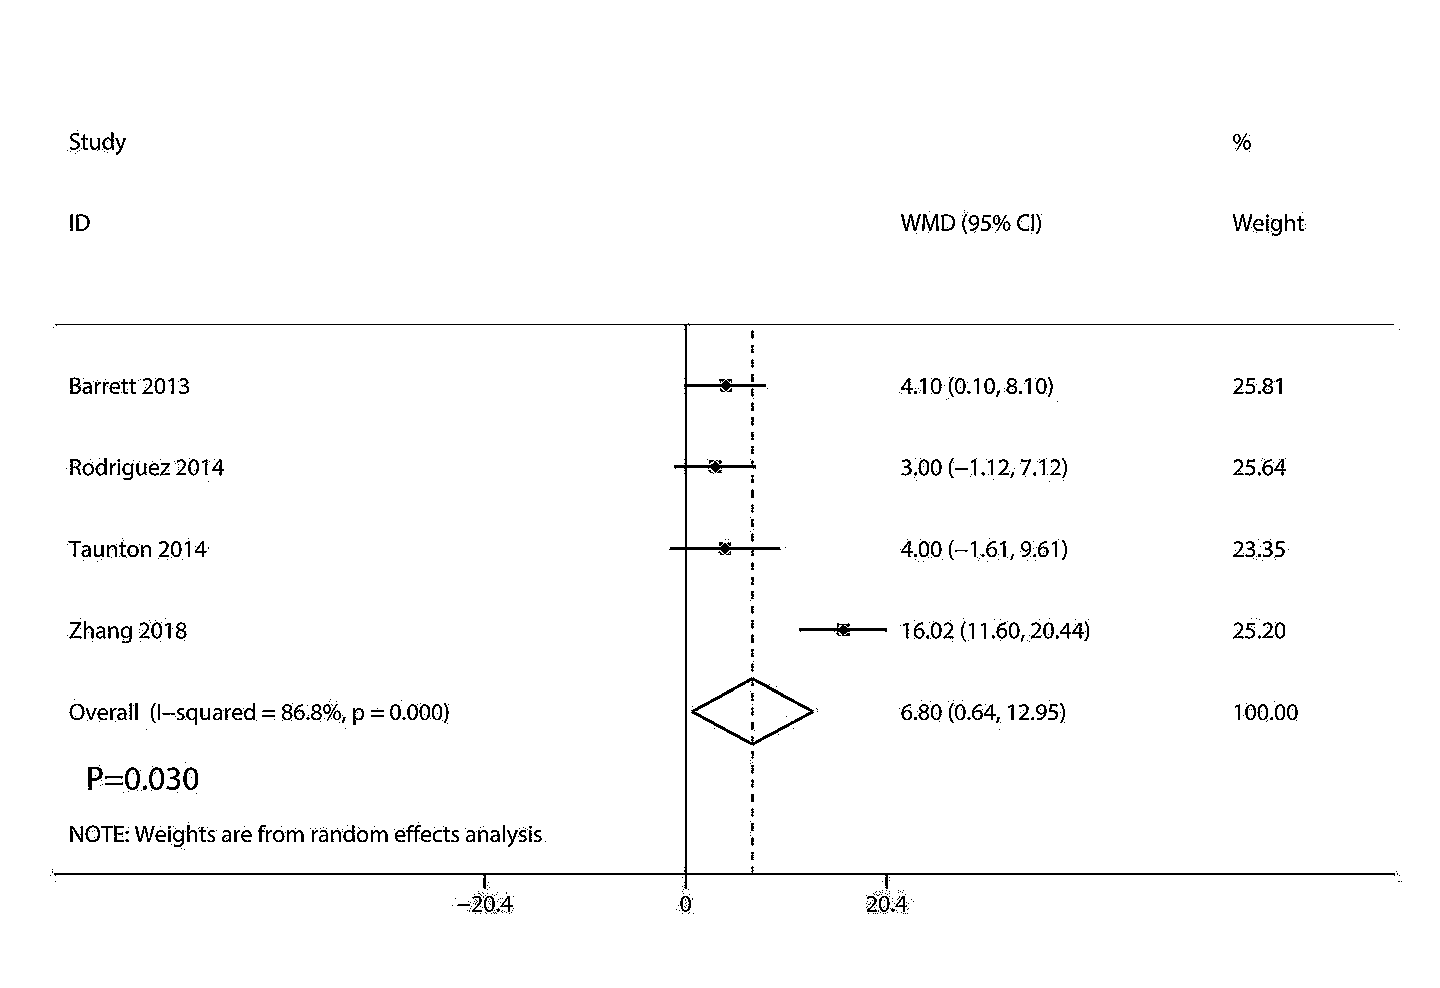 Study %
ID WMD (95% CI) Weight
Barrett 2013 4.10 (0.10, 8.10) 25.81
Rodriguez 2014 3.00 (−1.12, 7.12) 25.64
Taunton 2014 4.00 (−1.61, 9.61) 23.35
Zhang 2018 16.02 (11.60, 20.44) 25.20
Overall (I−squared = 86.8%, p = 0.000) 6.80 (0.64, 12.95) 100.00
P=0.030
NOTE: Weights are from random effects analysis
−20.4 0 20.4